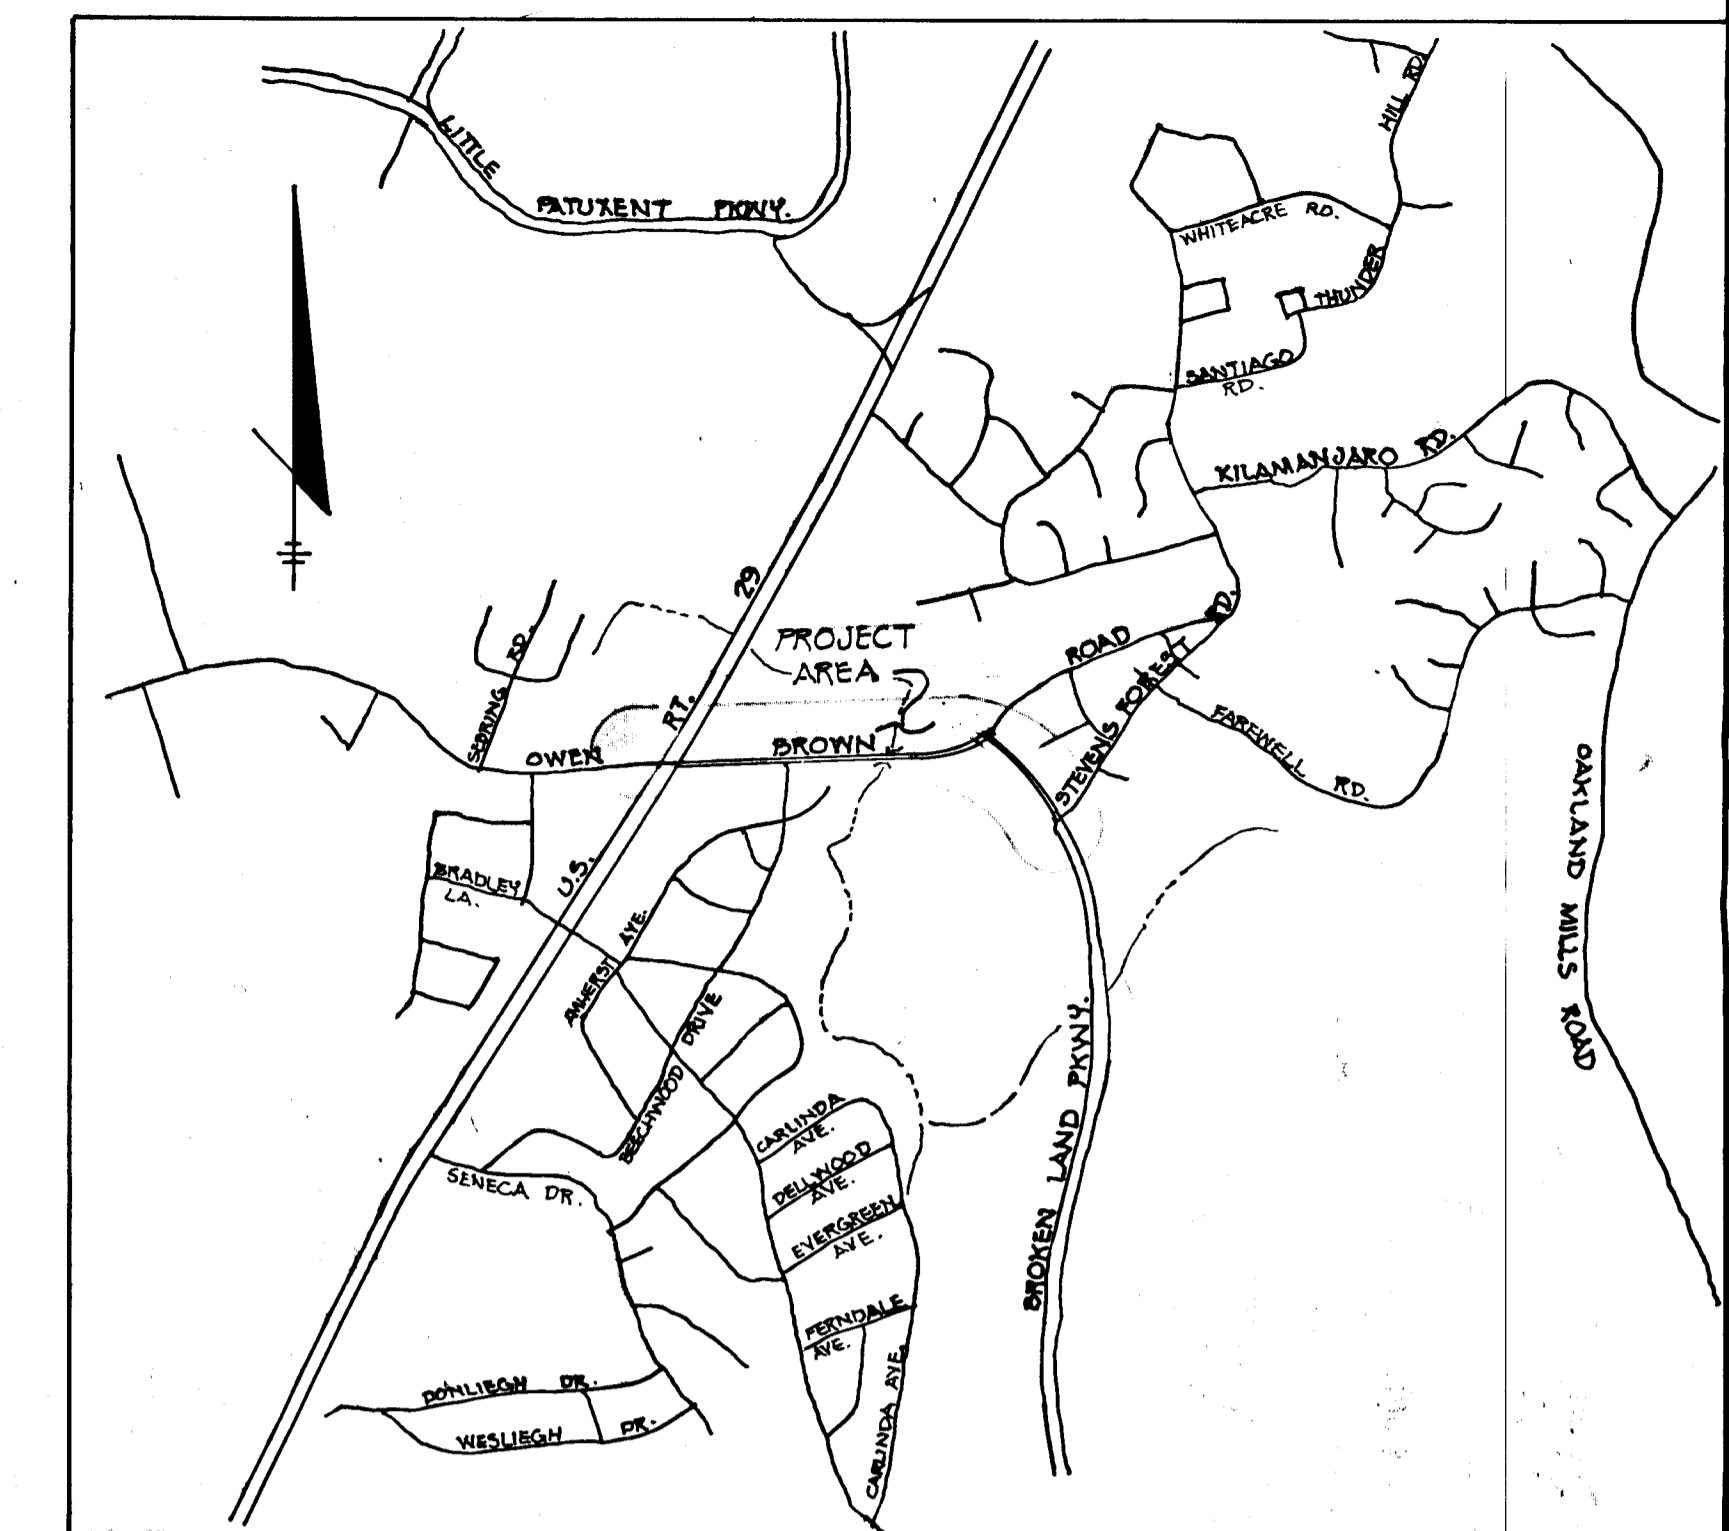 LITTLE
PATUXENT PKWY.
HILL RD.
WHITEACRE RD.
THUNDER
SANTIAGO
RD.
KILAMANJARO RD.
29
PROJECT
AREA
ROAD
RD.
SEBRING RD.
RT.
OWEN
BROWN
STEVENS FOREST
FAREWELL
RD.
OAKLAND MILLS ROAD
U.S.
BRADLEY
LA.
AMHERST AVE.
BEECHWOOD DRIVE
BROKEN LAND PKWY.
CARLINDA
AVE.
DELLWOOD
AVE.
SENECA DR.
EVERGREEN
AVE.
FERNDALE
AVE.
CARLINDA AVE.
DONLIEGH DR.
WESLIEGH DR.